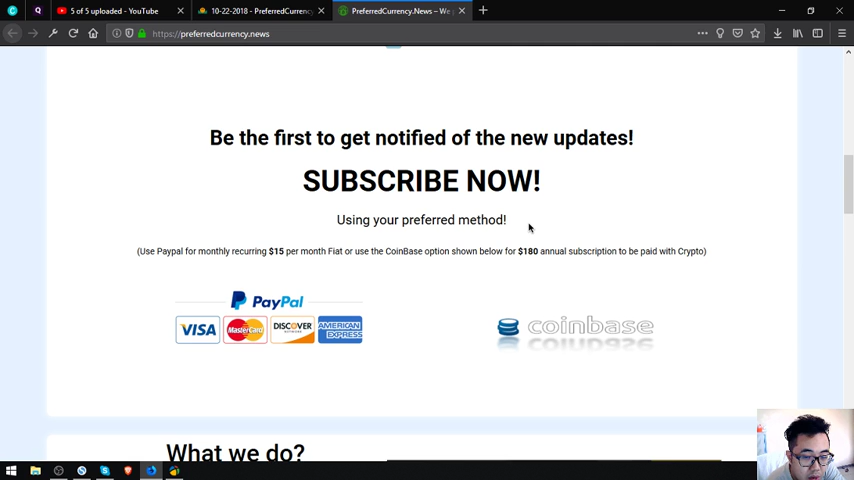 5 of 5 uploaded - YouTube
10-22-2018 - PreferredCurrency
PreferredCurrency.News – We
https://preferredcurrency.news
Be the first to get notified of the new updates!
SUBSCRIBE NOW!
Using your preferred method!
(Use Paypal for monthly recurring $15 per month Fiat or use the CoinBase option shown below for $180 annual subscription to be paid with Crypto)
PayPal
VISA MasterCard DISCOVER AMERICAN EXPRESS
coinbase
What we do?